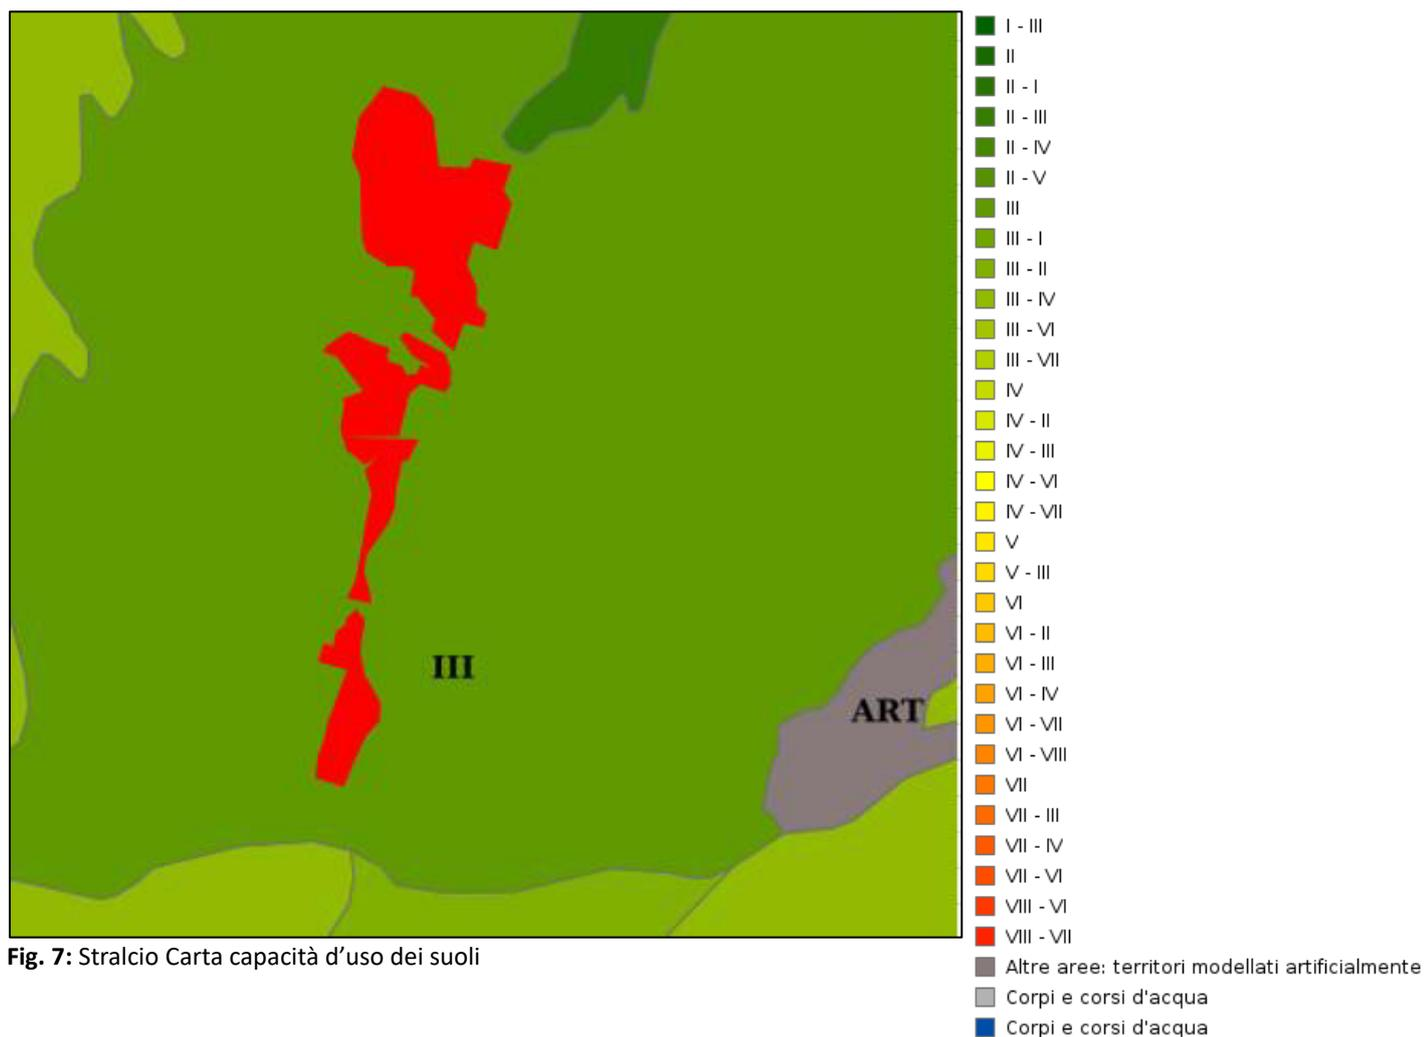 III
ART
Fig. 7: Stralcio Carta capacità d’uso dei suoli
I - III
II
II - I
II - III
II - IV
II - V
III
III - I
III - II
III - IV
III - VI
III - VII
IV
IV - II
IV - III
IV - VI
IV - VII
V
V - III
VI
VI - II
VI - III
VI - IV
VI - VII
VI - VIII
VII
VII - III
VII - IV
VII - VI
VIII - VI
VIII - VII
Altre aree: territori modellati artificialmente
Corpi e corsi d'acqua
Corpi e corsi d'acqua